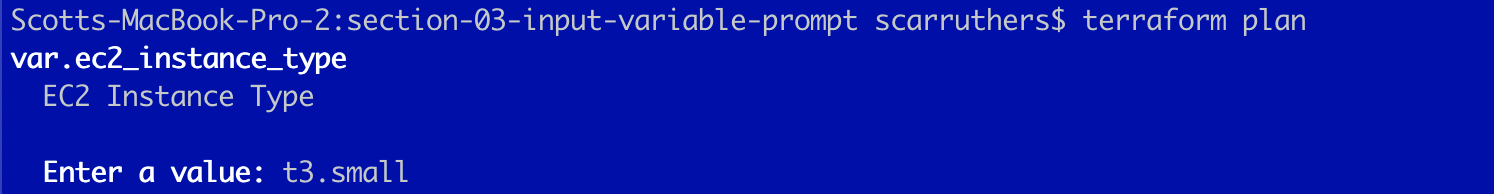 Scotts-MacBook-Pro-2:section-03-input-variable-prompt scarruthers$ terraform plan
var.ec2_instance_type
EC2 Instance Type
Enter a value: t3.small